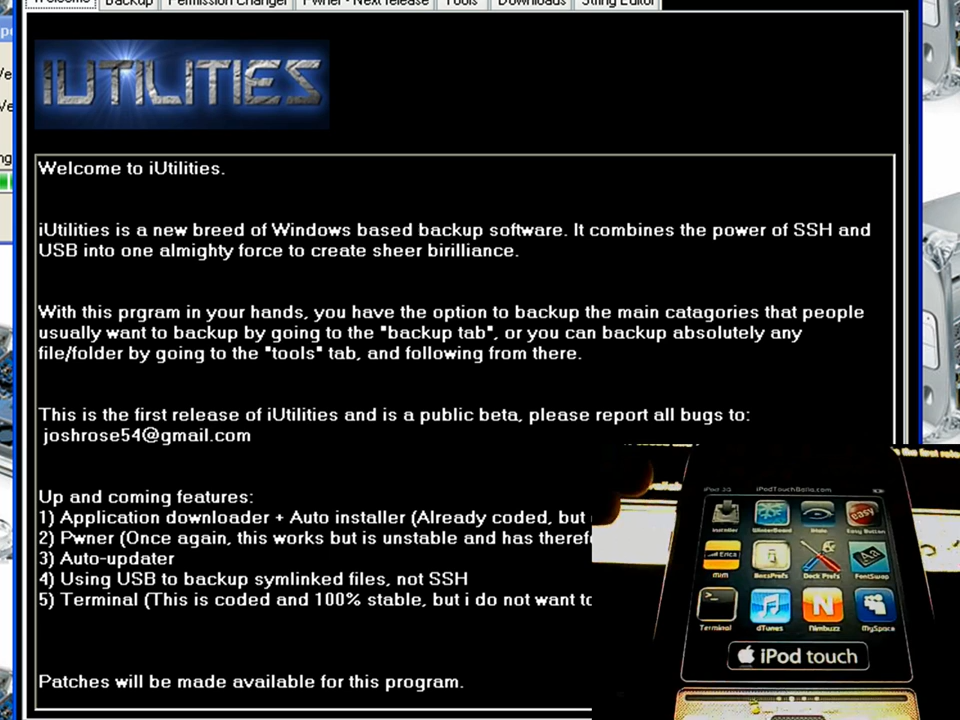 Welcome
Backup
Permission Changer
Pwner - Next release
Tools
Downloads
String Editor
IUTILITIES
Welcome to iUtilities.
iUtilities is a new breed of Windows based backup software. It combines the power of SSH and
USB into one almighty force to create sheer birilliance.
With this prgram in your hands, you have the option to backup the main catagories that people
usually want to backup by going to the "backup tab", or you can backup absolutely any
file/folder by going to the "tools" tab, and following from there.
This is the first release of iUtilities and is a public beta, please report all bugs to:
joshrose54@gmail.com
Up and coming features:
1) Application downloader + Auto installer (Already coded, but
2) Pwner (Once again, this works but is unstable and has theref
3) Auto-updater
4) Using USB to backup symlinked files, not SSH
5) Terminal (This is coded and 100% stable, but i do not want to
Patches will be made available for this program.
the first rele
iPodTouchBalla.com
Installer WinterBoard Easy Button
easy
Erica
mim BossPrefs Dock Prefs FontSwap
Terminal dTunes Nimbuzz MySpace
iPod touch